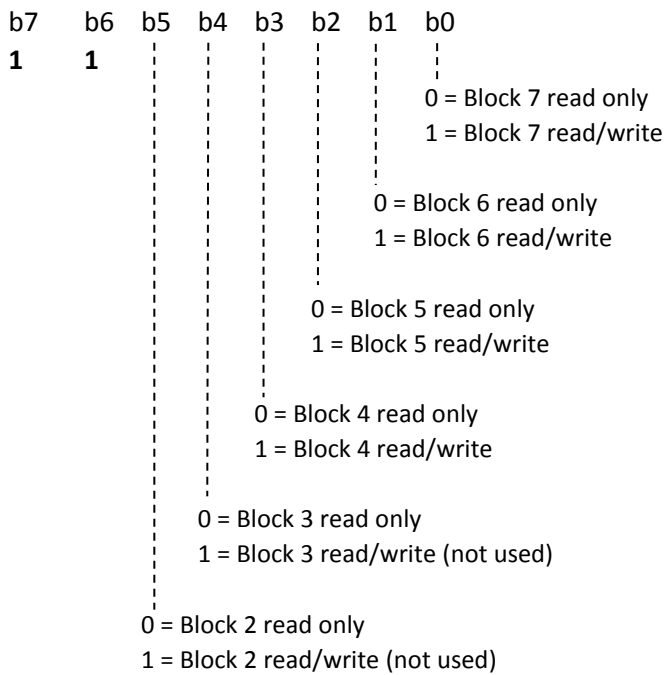 b7 b6 b5 b4 b3 b2 b1 b0
1 1
0 = Block 7 read only
1 = Block 7 read/write
0 = Block 6 read only
1 = Block 6 read/write
0 = Block 5 read only
1 = Block 5 read/write
0 = Block 4 read only
1 = Block 4 read/write
0 = Block 3 read only
1 = Block 3 read/write (not used)
0 = Block 2 read only
1 = Block 2 read/write (not used)